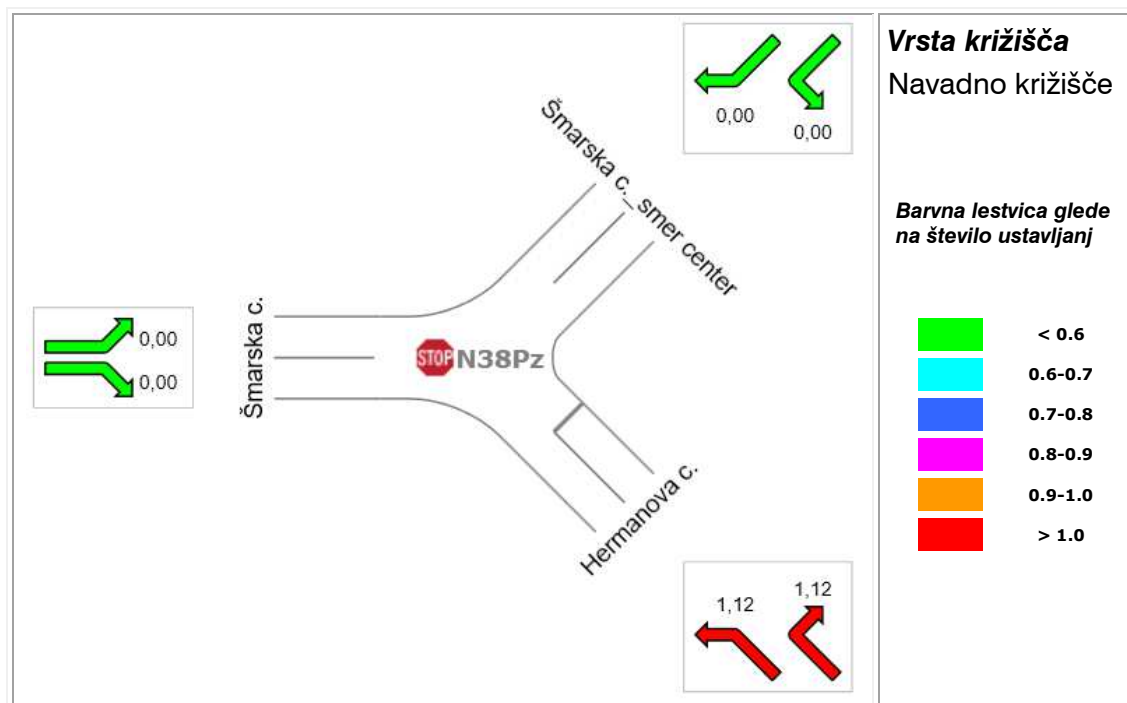 Vrsta križišča
Navadno križišče
0,00
0,00
Šmarska c._smer center
0,00
0,00
Šmarska c.
STOP N38Pz
Hermanova c.
1,12
1,12
Barvna lestvica glede
na število ustavljanj
< 0.6
0.6-0.7
0.7-0.8
0.8-0.9
0.9-1.0
> 1.0